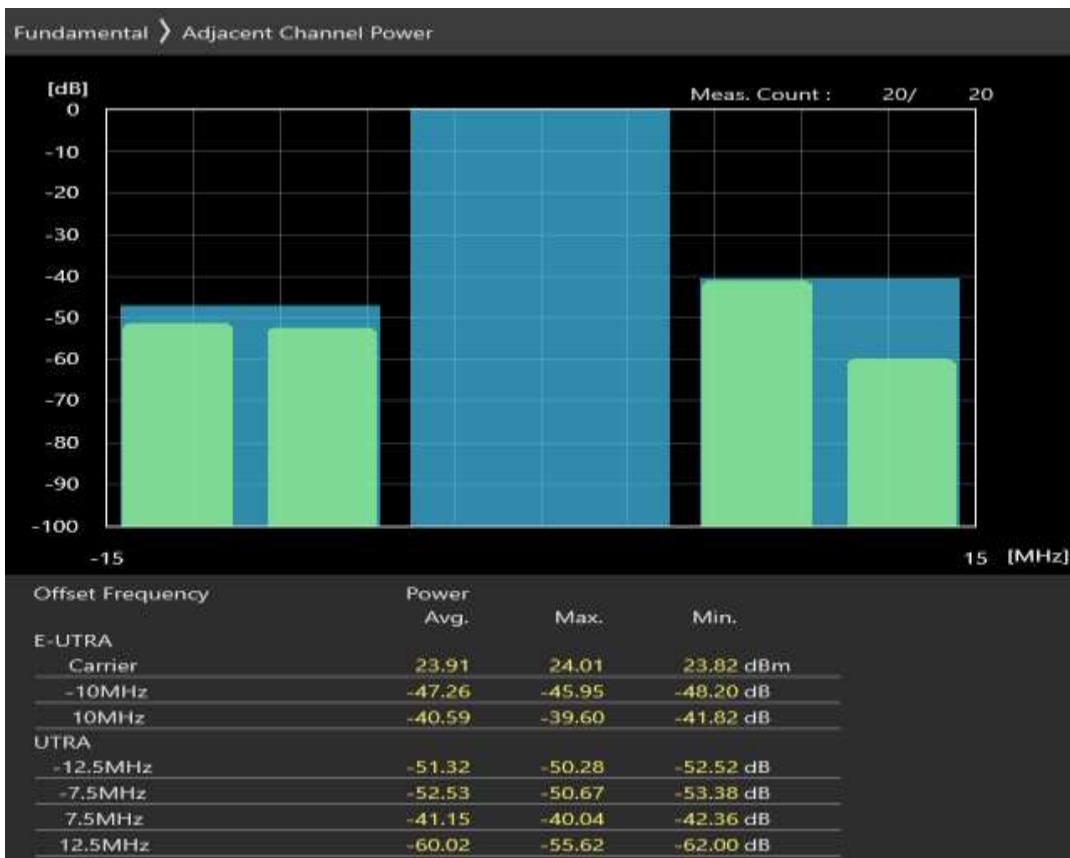 Fundamental ❯ Adjacent Channel Power
[dB]
Meas. Count : 20/ 20
0
-10
-20
-30
-40
-50
-60
-70
-80
-90
-100
-15 15 [MHz]
Offset Frequency Power
Avg. Max. Min.
E-UTRA
Carrier 23.91 24.01 23.82 dBm
-10MHz -47.26 -45.95 -48.20 dB
10MHz -40.59 -39.60 -41.82 dB
UTRA
-12.5MHz -51.32 -50.28 -52.52 dB
-7.5MHz -52.53 -50.67 -53.38 dB
7.5MHz -41.15 -40.04 -42.36 dB
12.5MHz -60.02 -55.62 -62.00 dB